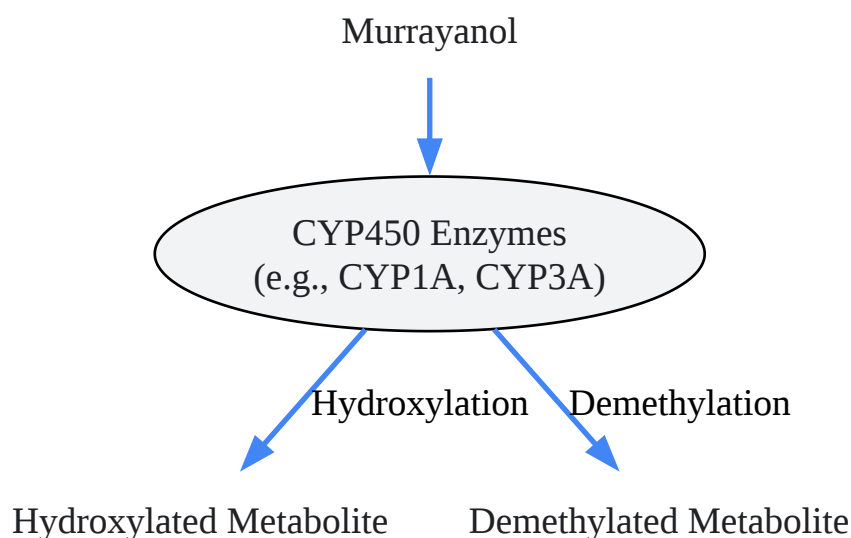 Murrayanol
CYP450 Enzymes
(e.g., CYP1A, CYP3A)
Hydroxylation
Demethylation
Hydroxylated Metabolite
Demethylated Metabolite